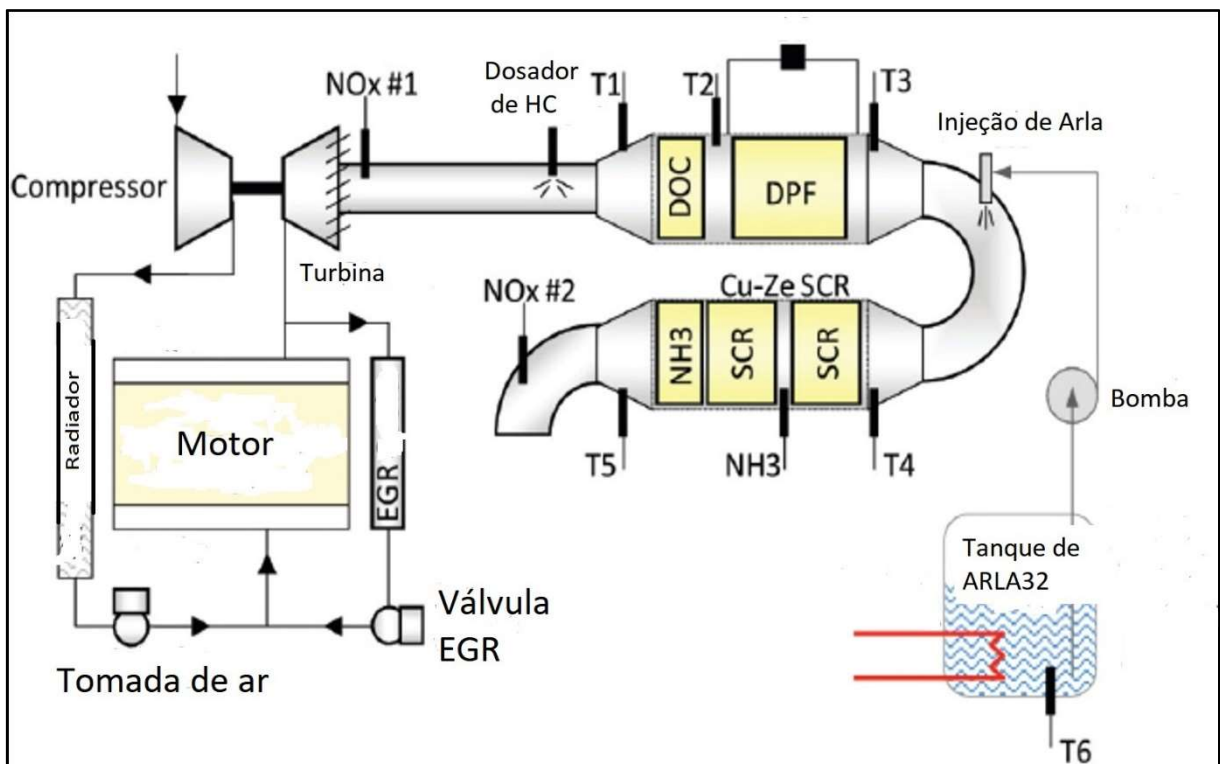 NOx #1
Dosador
de HC
T1
T2
T3
Injeção de Arla
Compressor
DOC
DPF
Turbina
NOx #2
Cu-Ze SCR
NH3
SCR
SCR
Bomba
Radiador
Motor
EGR
T5
NH3
T4
Tanque de
ARLA32
Válvula
EGR
Tomada de ar
T6